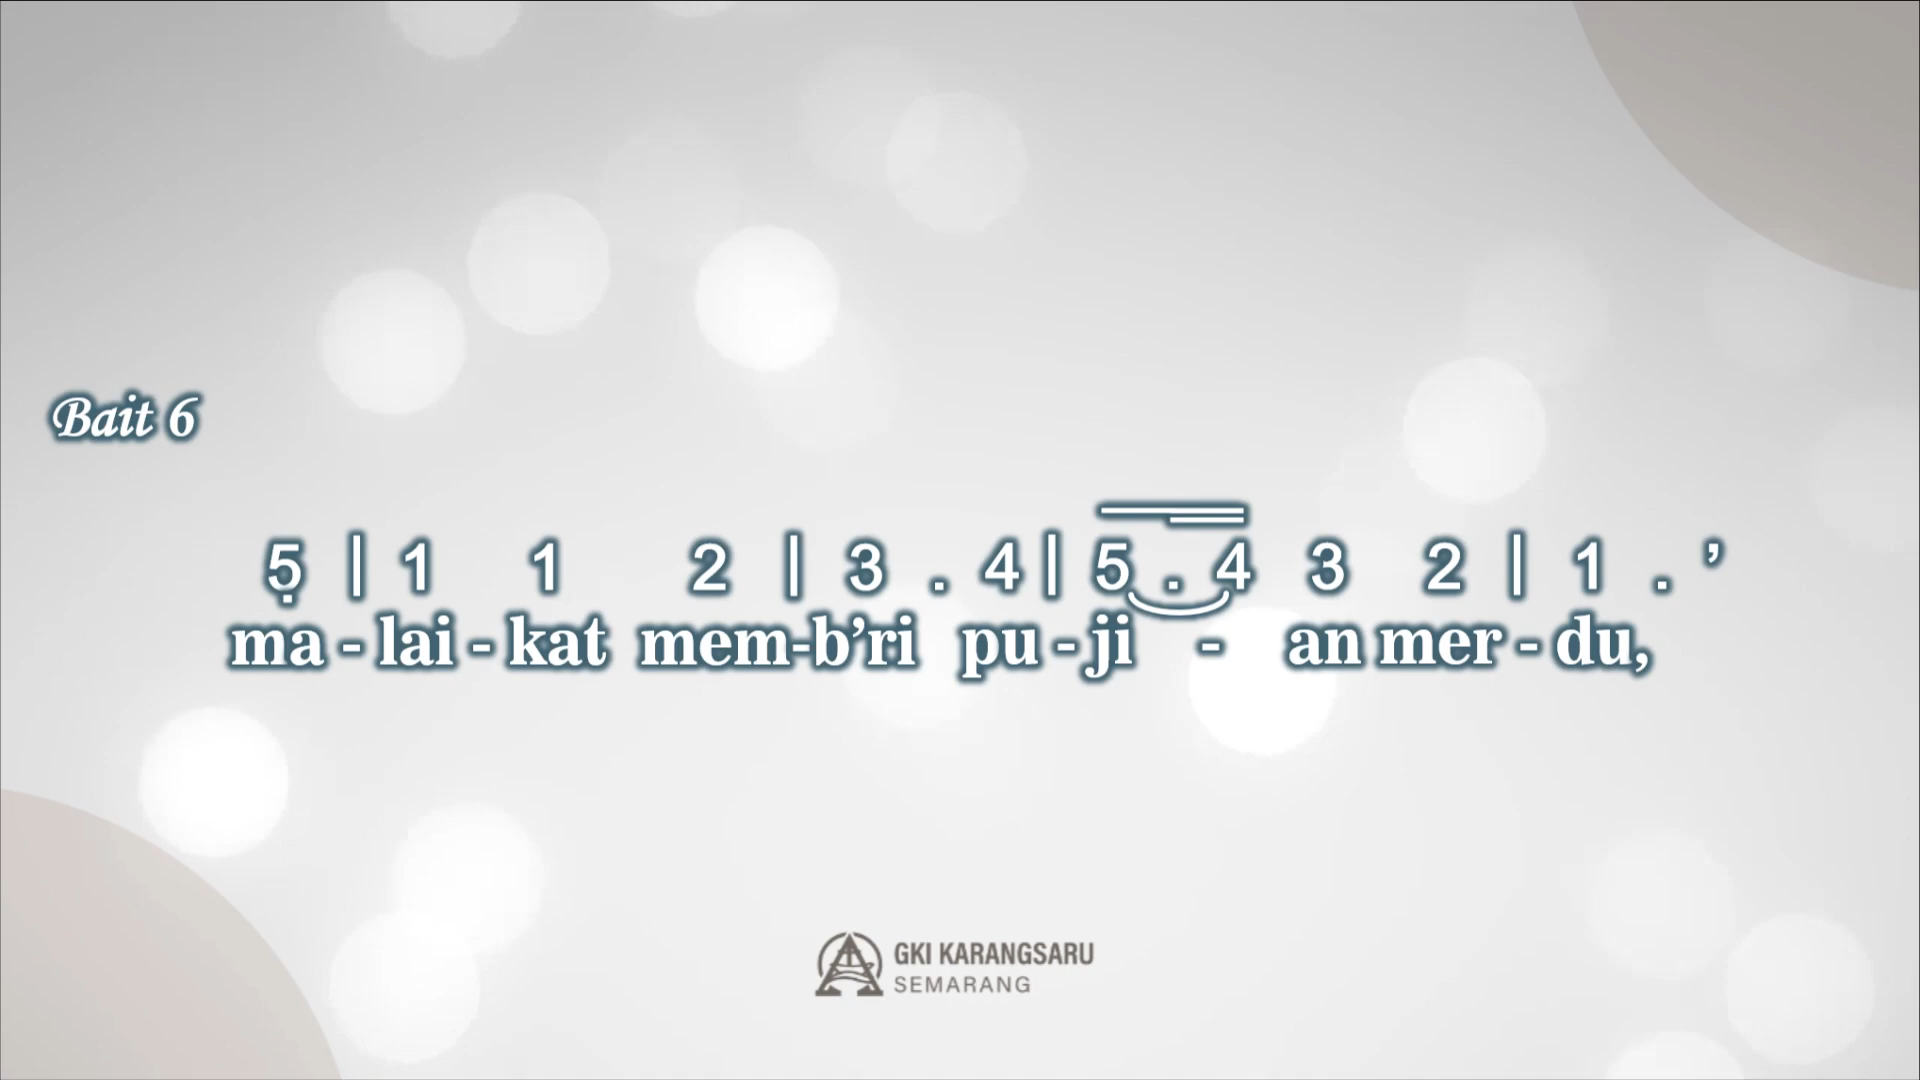 Bait 6
5̣ | 1 1 2 | 3 . 4 | 5 . 4 3 2 | 1 . ’
ma - lai - kat mem-b’ri pu - ji - an mer - du,
GKI KARANGSARU
SEMARANG